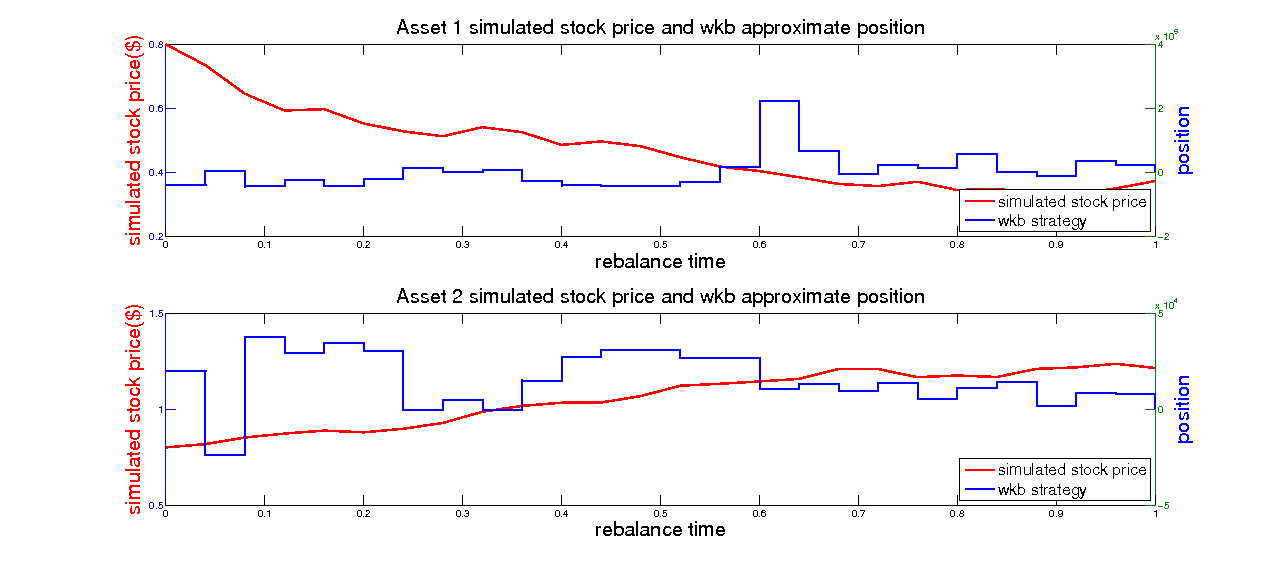 Asset 1 simulated stock price and wkb approximate position
x 10^5
simulated stock price($)
0.8
0.6
0.4
0.2
4
2
0
-2
position
0 0.1 0.2 0.3 0.4 0.5 0.6 0.7 0.8 0.9 1
simulated stock price
wkb strategy
rebalance time
Asset 2 simulated stock price and wkb approximate position
x 10^4
simulated stock price($)
1.5
1
0.5
5
0
-5
position
0 0.1 0.2 0.3 0.4 0.5 0.6 0.7 0.8 0.9 1
simulated stock price
wkb strategy
rebalance time